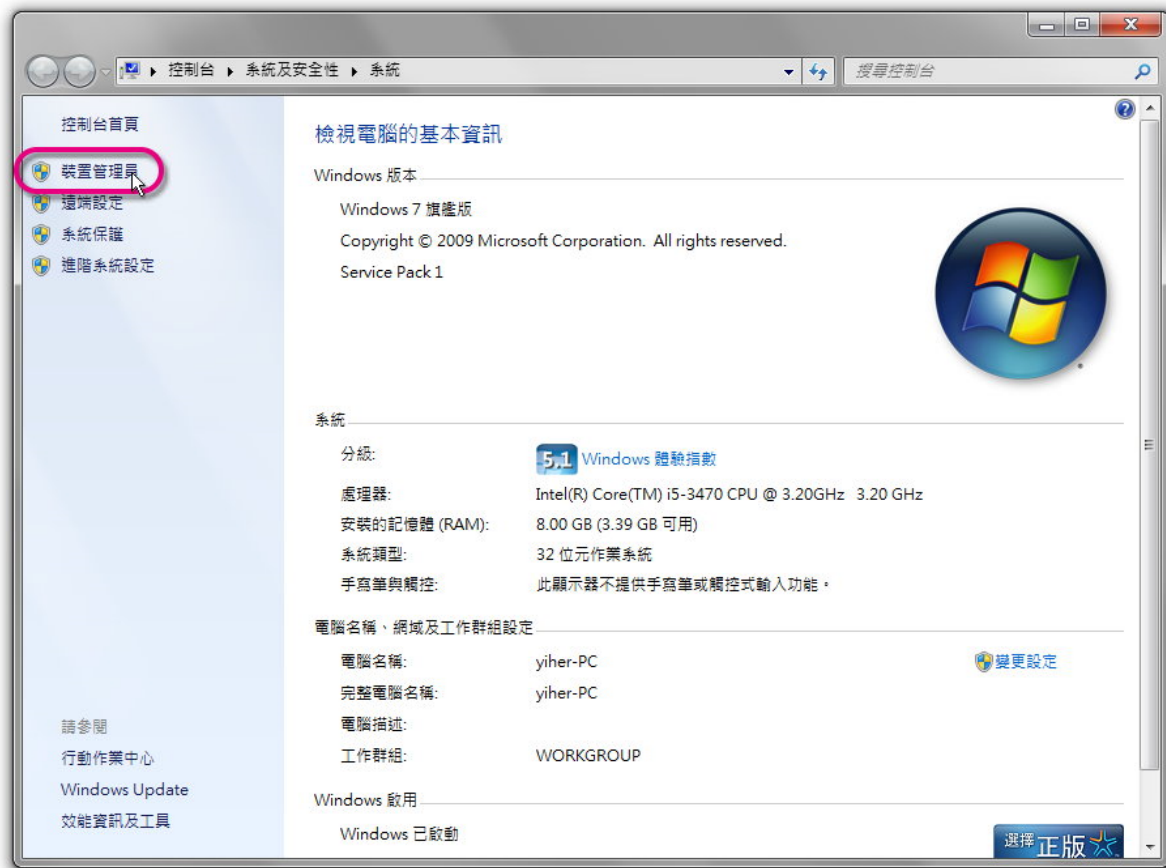 控制台 ▸ 系統及安全性 ▸ 系統
搜尋控制台
控制台首頁
裝置管理員
遠端設定
系統保護
進階系統設定
請參閱
行動作業中心
Windows Update
效能資訊及工具
檢視電腦的基本資訊
Windows 版本
Windows 7 旗艦版
Copyright © 2009 Microsoft Corporation. All rights reserved.
Service Pack 1
系統
分級: 5.1 Windows 體驗指數
處理器: Intel(R) Core(TM) i5-3470 CPU @ 3.20GHz 3.20 GHz
安裝的記憶體 (RAM): 8.00 GB (3.39 GB 可用)
系統類型: 32 位元作業系統
手寫筆與觸控: 此顯示器不提供手寫筆或觸控式輸入功能。
電腦名稱、網域及工作群組設定
電腦名稱: yiher-PC 變更設定
完整電腦名稱: yiher-PC
電腦描述:
工作群組: WORKGROUP
Windows 啟用
Windows 已啟動
選擇 正版